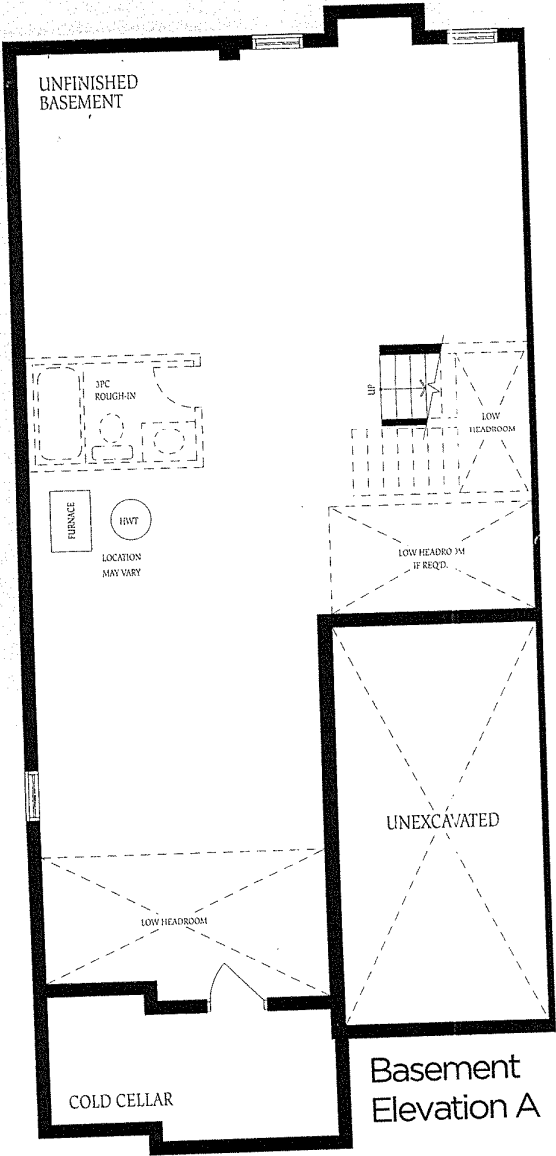 UNFINISHED
BASEMENT
3PC
ROUGH-IN
UP
LOW
HEADROOM
FURNACE
HWT
LOCATION
MAY VARY
LOW HEADROOM
IF REQ'D.
UNEXCAVATED
LOW HEADROOM
COLD CELLAR
Basement
Elevation A